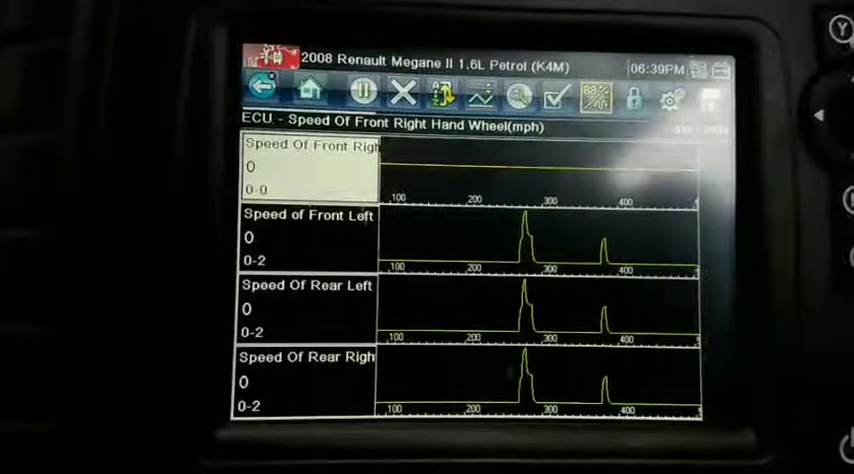 2008 Renault Megane II 1.6L Petrol (K4M)
06:39PM
ECU - Speed Of Front Right Hand Wheel(mph)
Speed Of Front Righ
0
0-0
100 200 300 400
Speed of Front Left
0
0-2
100 200 300 400
Speed Of Rear Left
0
0-2
100 200 300 400
Speed Of Rear Righ
0
0-2
100 200 300 400
Y